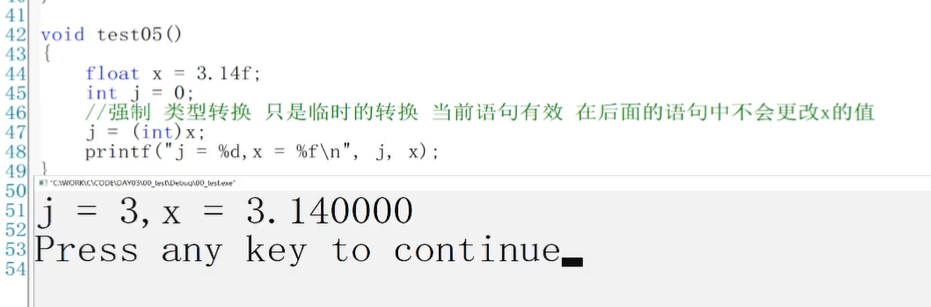 41
42 void test05()
43 {
44 float x = 3.14f;
45 int j = 0;
46 //强制 类型转换 只是临时的转换 当前语句有效 在后面的语句中不会更改x的值
47 j = (int)x;
48 printf("j = %d,x = %f\n", j, x);
49 }
"C:\WORK\C\CODE\DAY03\00_test\Debug\00_test.exe"
50
51 j = 3,x = 3.140000
52
53 Press any key to continue
54